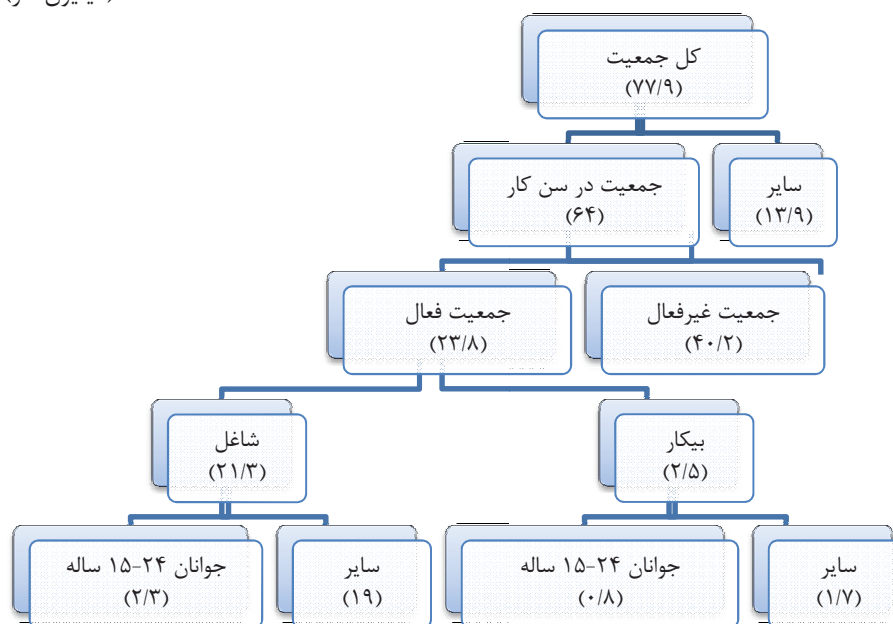 کل جمعیت
(۷۷/۹)
جمعیت در سن کار
(۶۴)
سایر
(۱۳/۹)
جمعیت فعال
(۲۳/۸)
جمعیت غیرفعال
(۴۰/۲)
شاغل
(۲۱/۳)
بیکار
(۲/۵)
جوانان ۲۴-۱۵ ساله
(۲/۳)
سایر
(۱۹)
جوانان ۲۴-۱۵ ساله
(۰/۸)
سایر
(۱/۷)